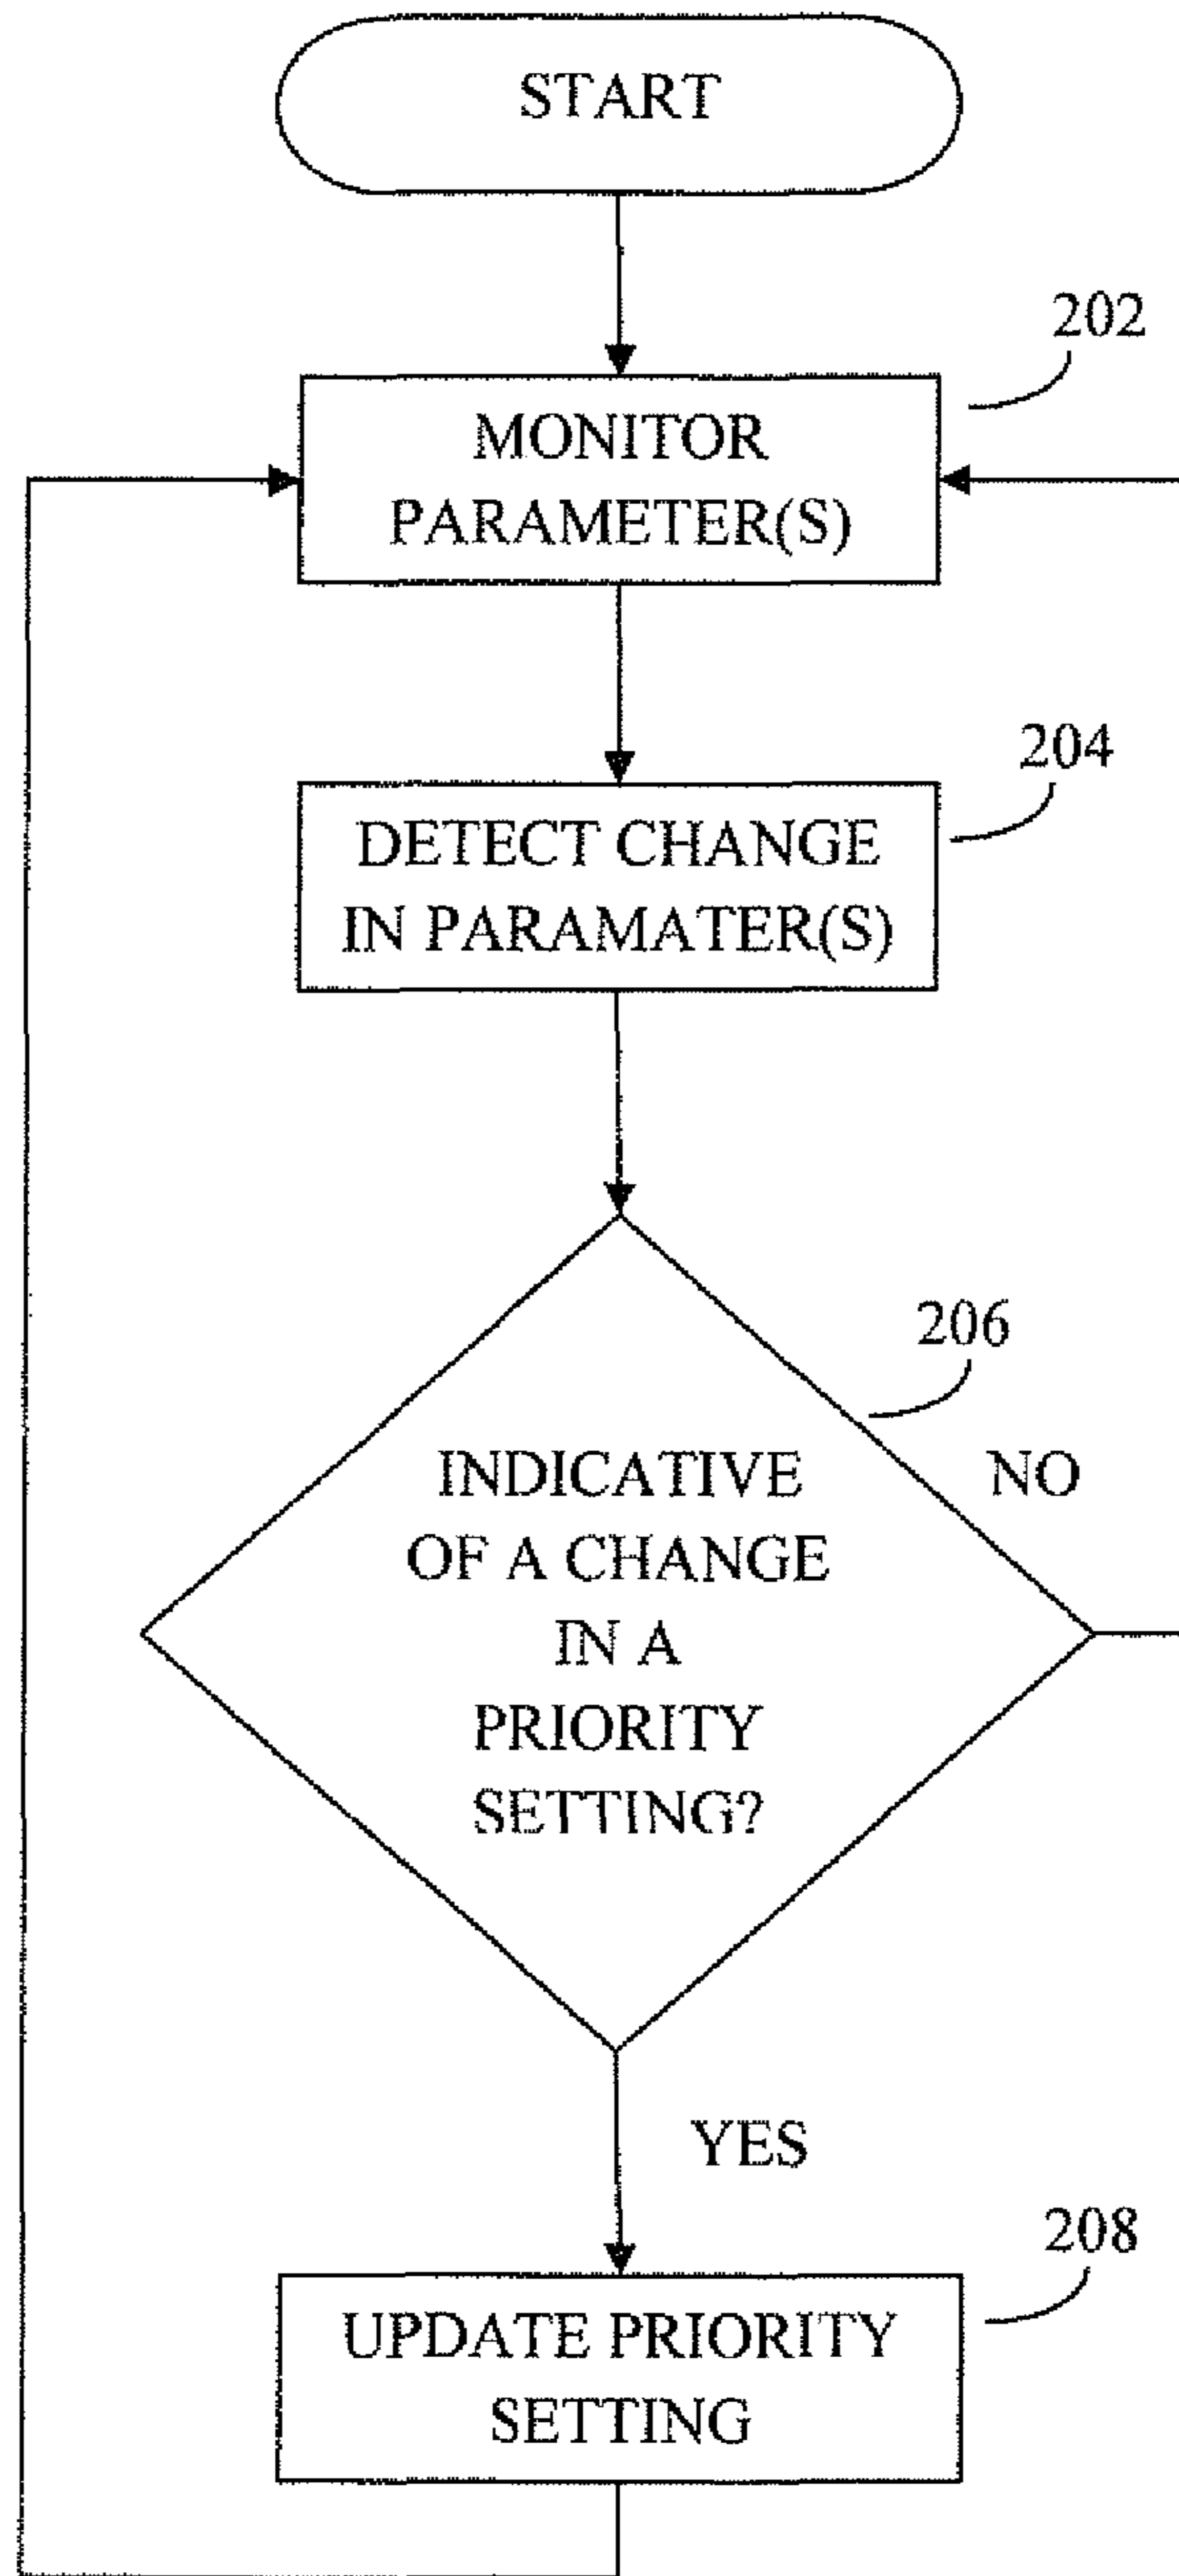 START
202
MONITOR
PARAMETER(S)
204
DETECT CHANGE
IN PARAMATER(S)
206
INDICATIVE
OF A CHANGE
IN A
PRIORITY
SETTING?
NO
YES
208
UPDATE PRIORITY
SETTING